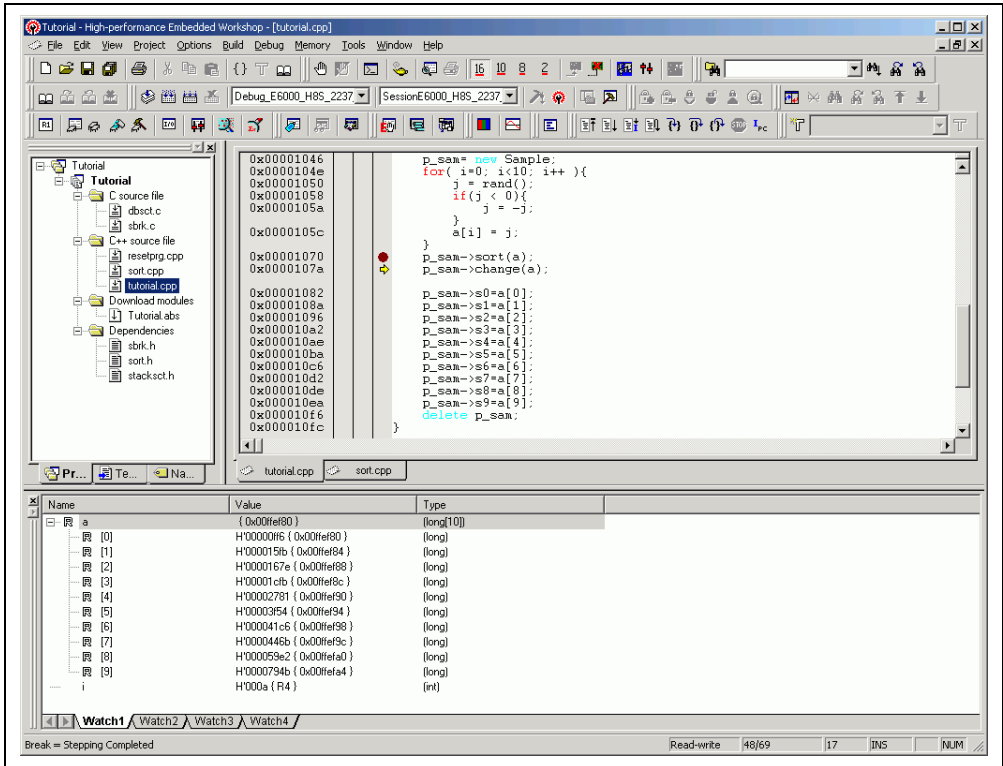 Tutorial - High-performance Embedded Workshop - [tutorial.cpp]
File Edit View Project Options Build Debug Memory Tools Window Help
16 10 8 2
Debug_E6000_H8S_2237_ SessionE6000_H8S_2237_
Tutorial
Tutorial
C source file
dbsct.c
sbrk.c
C++ source file
resetprg.cpp
sort.cpp
tutorial.cpp
Download modules
Tutorial.abs
Dependencies
sbrk.h
sort.h
stacksct.h
Pr... Te... Na...
0x00001046 p_sam= new Sample;
0x0000104e for( i=0; i<10; i++ ){
0x00001050 j = rand();
0x00001058 if(j < 0){
0x0000105a j = -j;
}
0x0000105c a[i] = j;
}
0x00001070 p_sam->sort(a);
0x0000107a p_sam->change(a);
0x00001082 p_sam->s0=a[0];
0x0000108a p_sam->s1=a[1];
0x00001096 p_sam->s2=a[2];
0x000010a2 p_sam->s3=a[3];
0x000010ae p_sam->s4=a[4];
0x000010ba p_sam->s5=a[5];
0x000010c6 p_sam->s6=a[6];
0x000010d2 p_sam->s7=a[7];
0x000010de p_sam->s8=a[8];
0x000010ea p_sam->s9=a[9];
0x000010f6 delete p_sam;
0x000010fc }
tutorial.cpp sort.cpp
Name Value Type
R a { 0x00ffef80 } (long[10])
R [0] H'00000ff6 { 0x00ffef80 } (long)
R [1] H'000015fb { 0x00ffef84 } (long)
R [2] H'0000167e { 0x00ffef88 } (long)
R [3] H'00001cfb { 0x00ffef8c } (long)
R [4] H'00002781 { 0x00ffef90 } (long)
R [5] H'00003f54 { 0x00ffef94 } (long)
R [6] H'000041c6 { 0x00ffef98 } (long)
R [7] H'0000446b { 0x00ffef9c } (long)
R [8] H'000059e2 { 0x00ffefa0 } (long)
R [9] H'0000794b { 0x00ffefa4 } (long)
i H'000a { R4 } (int)
Watch1 Watch2 Watch3 Watch4
Break = Stepping Completed Read-write 48/69 17 INS NUM